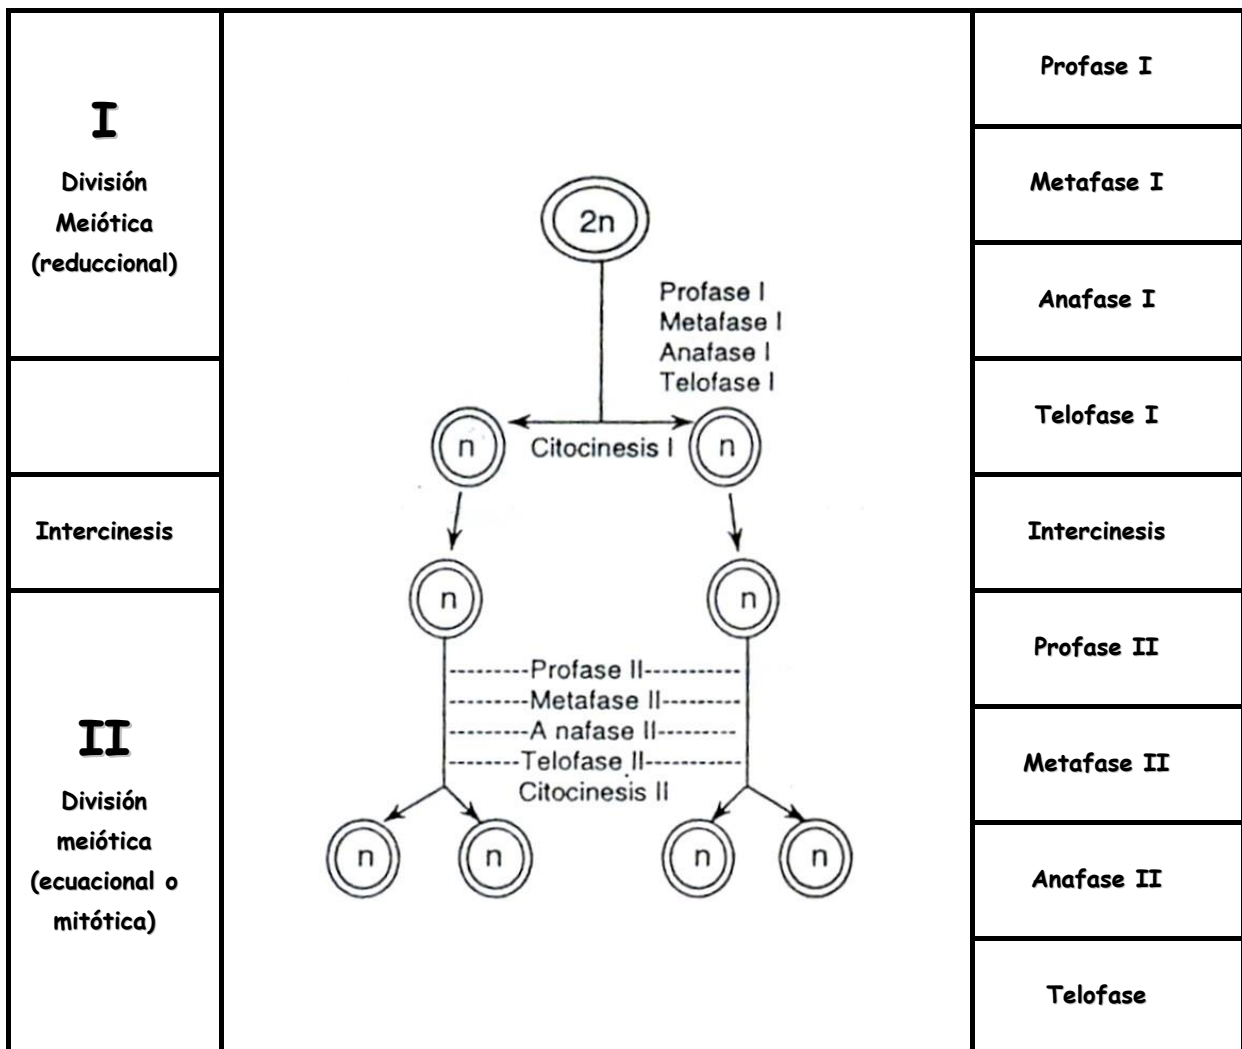 I
División
Meiótica
(reduccional)
Intercinesis
II
División
meiótica
(ecuacional o
mitótica)
2n
Profase I
Metafase I
Anafase I
Telofase I
n
Citocinesis I
n
n
n
--------Profase II----------
--------Metafase II--------
--------A nafase II--------
-------Telofase II----------
Citocinesis II
n
n
n
n
Profase I
Metafase I
Anafase I
Telofase I
Intercinesis
Profase II
Metafase II
Anafase II
Telofase